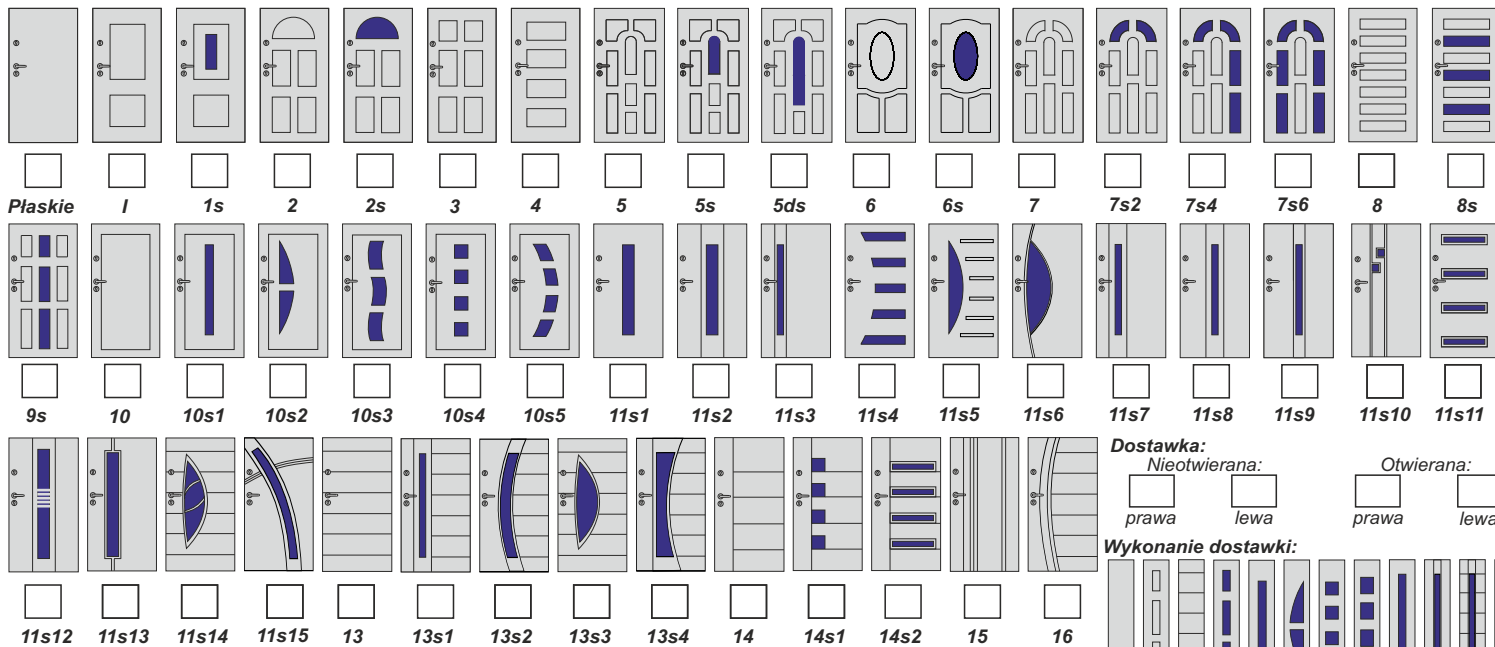 Płaskie I 1s 2 2s 3 4 5 5s 5ds 6 6s 7 7s2 7s4 7s6 8 8s
9s 10 10s1 10s2 10s3 10s4 10s5 11s1 11s2 11s3 11s4 11s5 11s6 11s7 11s8 11s9 11s10 11s11
Dostawka:
Nieotwierana: Otwierana:
prawa lewa prawa lewa
Wykonanie dostawki:
11s12 11s13 11s14 11s15 13 13s1 13s2 13s3 13s4 14 14s1 14s2 15 16